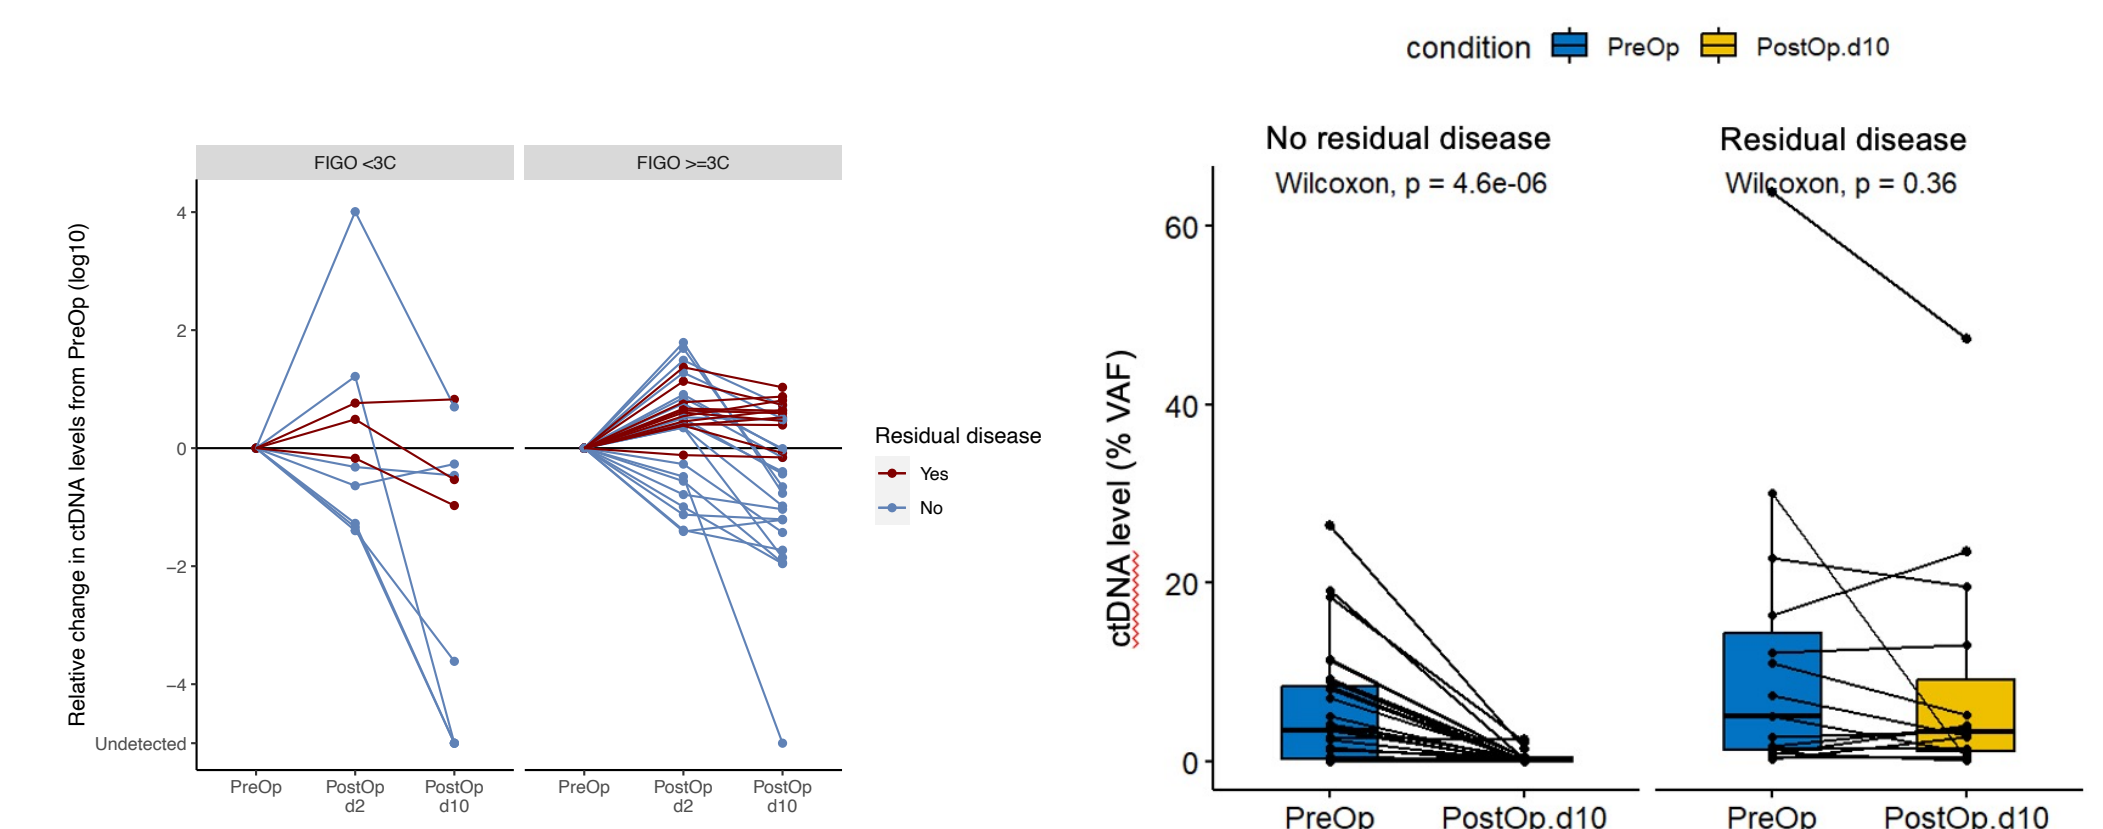 FIGO <3C
FIGO >=3C
Relative change in ctDNA levels from PreOp (log10)
4
2
0
−2
−4
Undetected
PreOp
PostOp
d2
PostOp
d10
PreOp
PostOp
d2
PostOp
d10
Residual disease
Yes
No
condition PreOp PostOp.d10
No residual disease
Wilcoxon, p = 4.6e-06
Residual disease
Wilcoxon, p = 0.36
ctDNA level (% VAF)
60
40
20
0
PreOp
PostOp.d10
PreOp
PostOp.d10